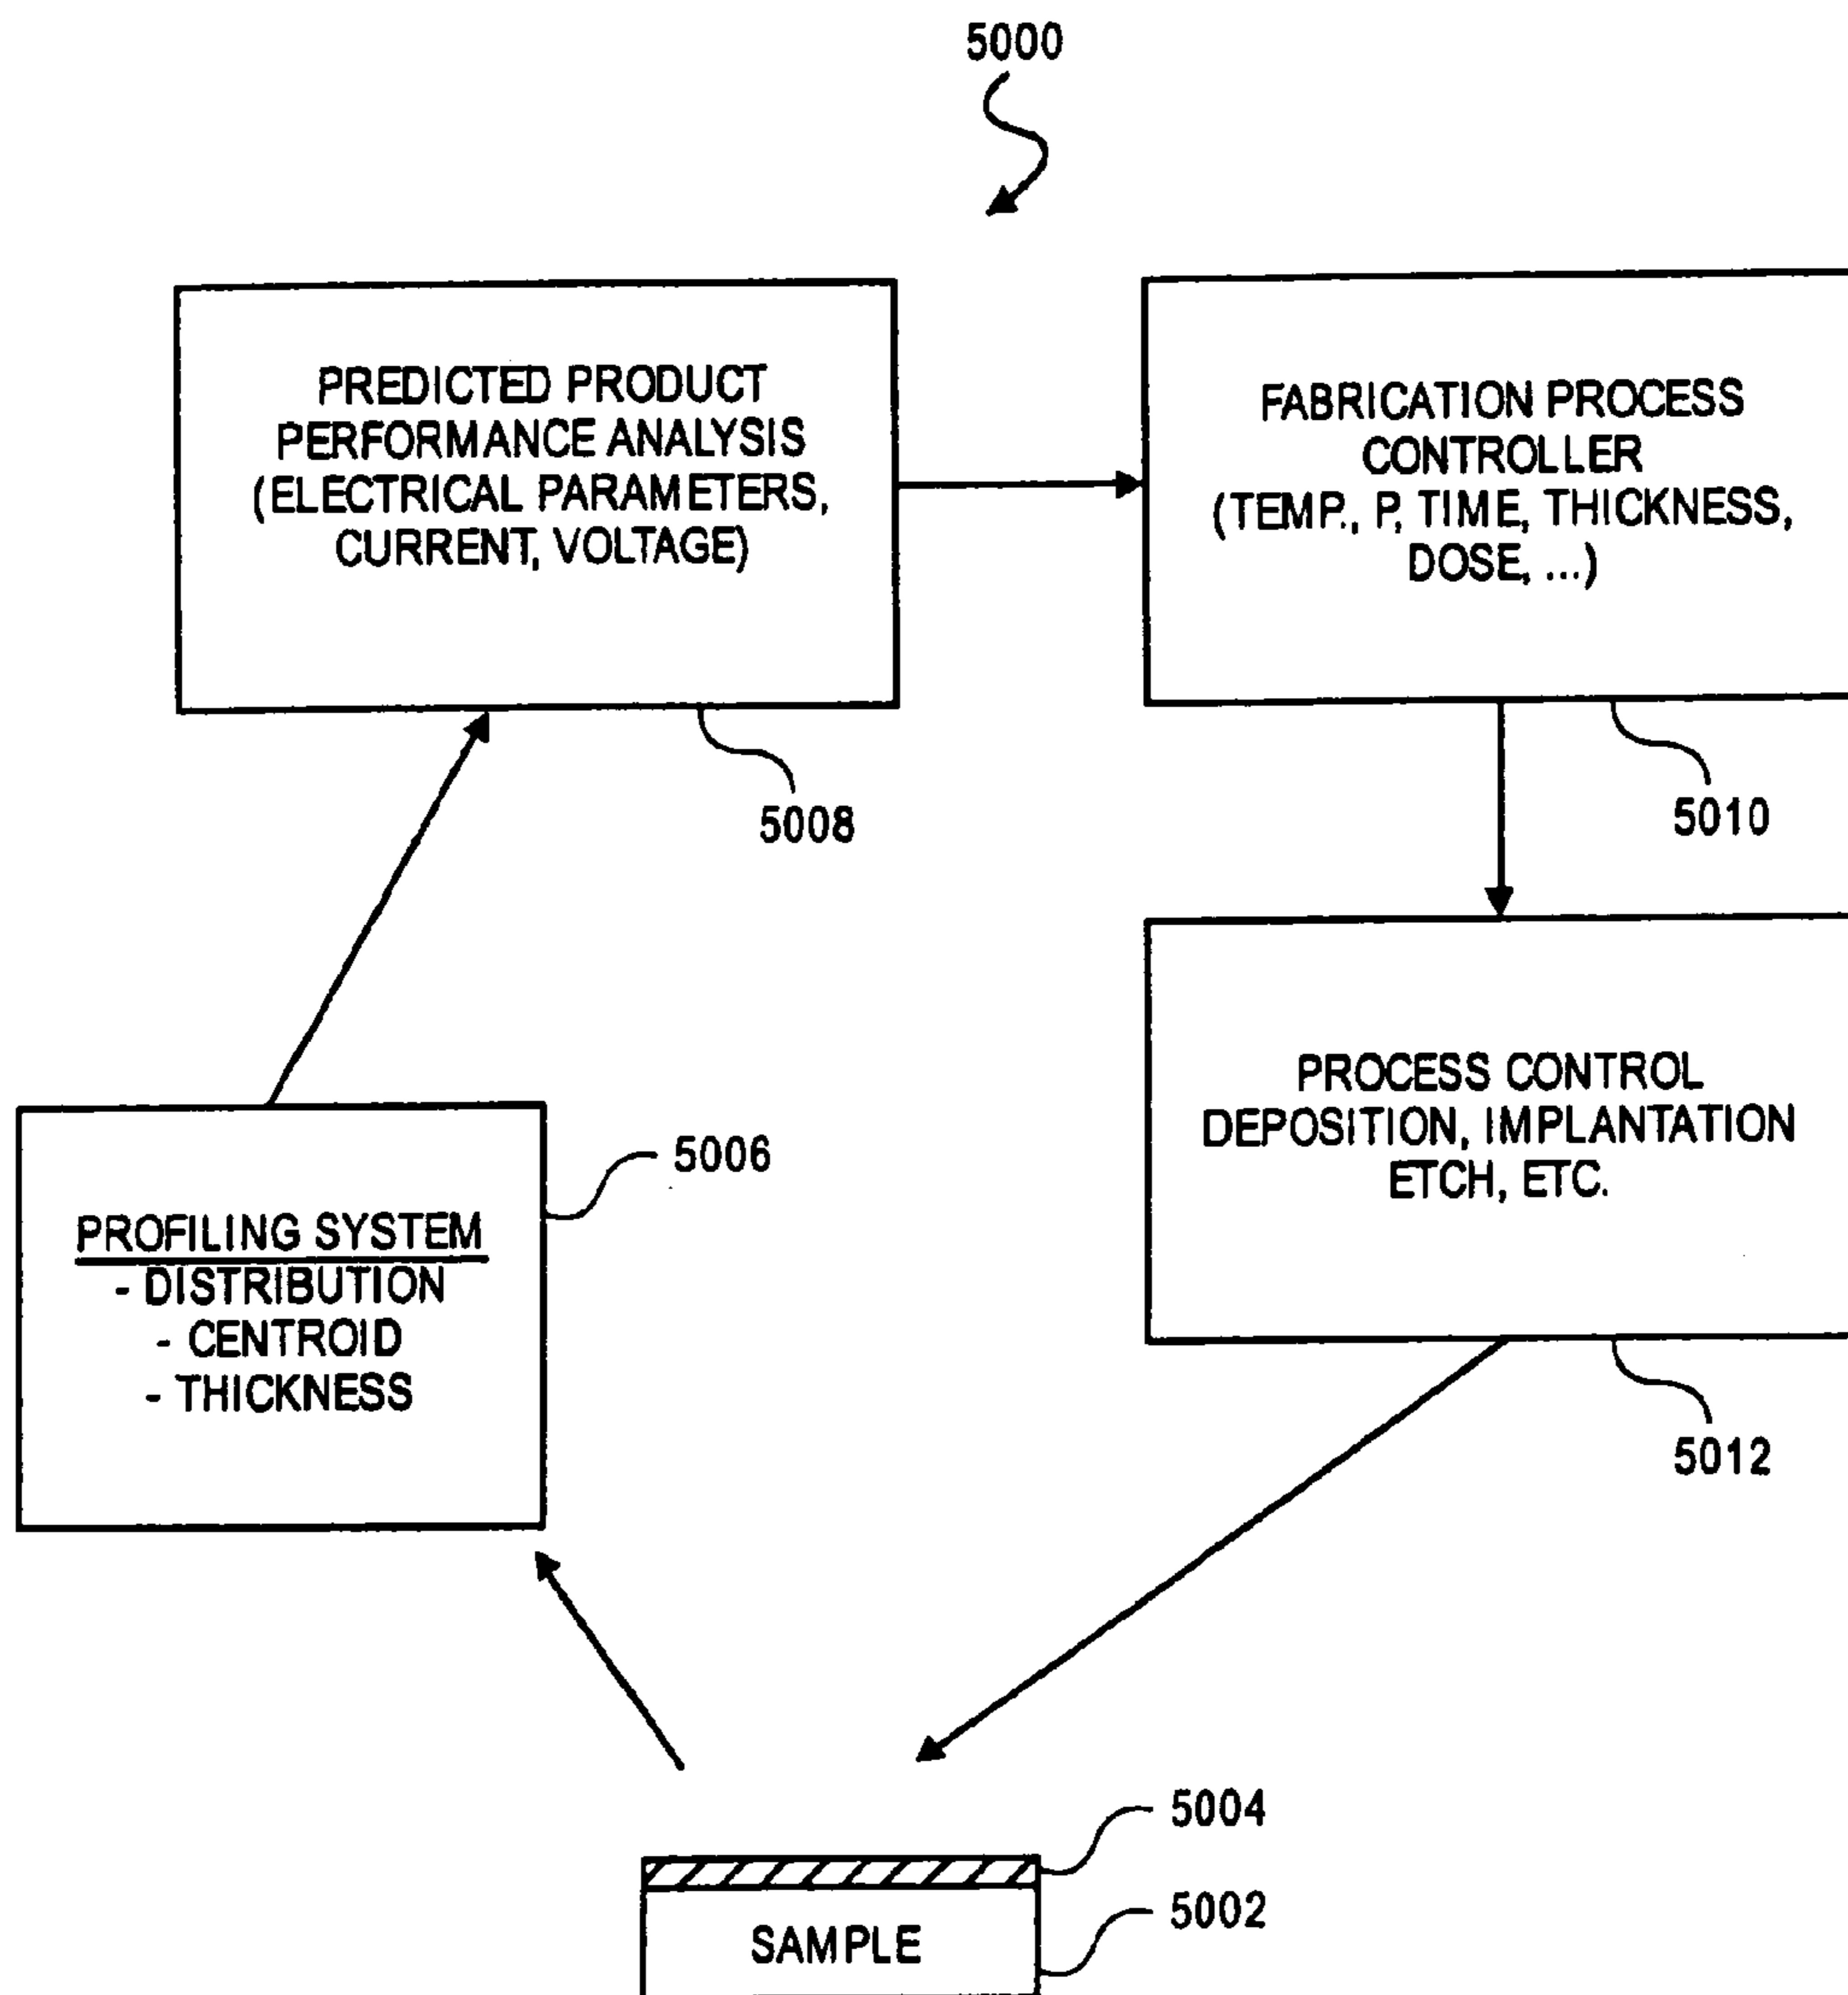 5000
PREDICTED PRODUCT
PERFORMANCE ANALYSIS
(ELECTRICAL PARAMETERS,
CURRENT, VOLTAGE)
5008
FABRICATION PROCESS
CONTROLLER
(TEMP., P, TIME, THICKNESS,
DOSE, ...)
5010
PROCESS CONTROL
DEPOSITION, IMPLANTATION
ETCH, ETC.
5012
5006
PROFILING SYSTEM
- DISTRIBUTION
- CENTROID
- THICKNESS
5004
5002
SAMPLE